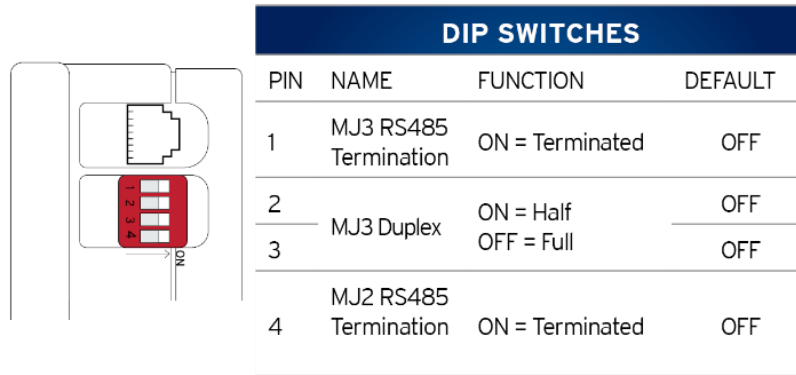 DIP SWITCHES
PIN NAME FUNCTION DEFAULT
1 MJ3 RS485 Termination ON = Terminated OFF
2 MJ3 Duplex ON = Half OFF = Full OFF
3 OFF
4 MJ2 RS485 Termination ON = Terminated OFF
1
2
3
4
ON